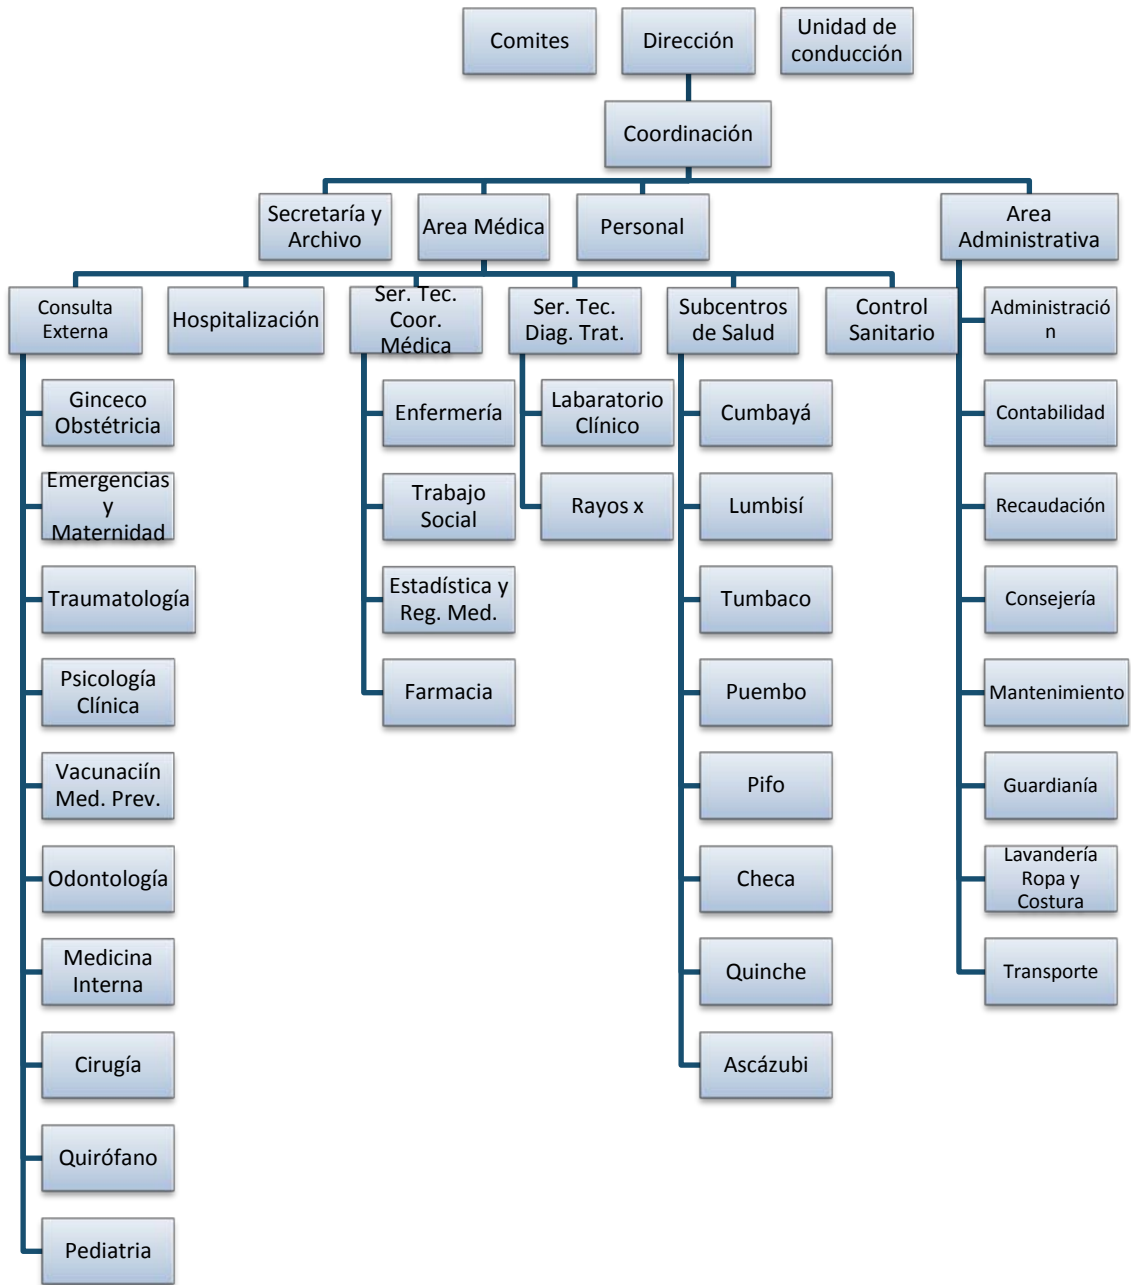 Comites
Dirección
Unidad de
conducción
Coordinación
Secretaría y
Archivo
Area Médica
Personal
Area
Administrativa
Consulta
Externa
Hospitalización
Ser. Tec.
Coor.
Médica
Ser. Tec.
Diag. Trat.
Subcentros
de Salud
Control
Sanitario
Ginceco
Obstétricia
Emergencias
y
Maternidad
Traumatología
Psicología
Clínica
Vacunaciín
Med. Prev.
Odontología
Medicina
Interna
Cirugía
Quirófano
Pediatria
Enfermería
Trabajo
Social
Estadística y
Reg. Med.
Farmacia
Labaratorio
Clínico
Rayos x
Cumbayá
Lumbisí
Tumbaco
Puembo
Pifo
Checa
Quinche
Ascázubi
Administració
n
Contabilidad
Recaudación
Consejería
Mantenimiento
Guardianía
Lavandería
Ropa y
Costura
Transporte